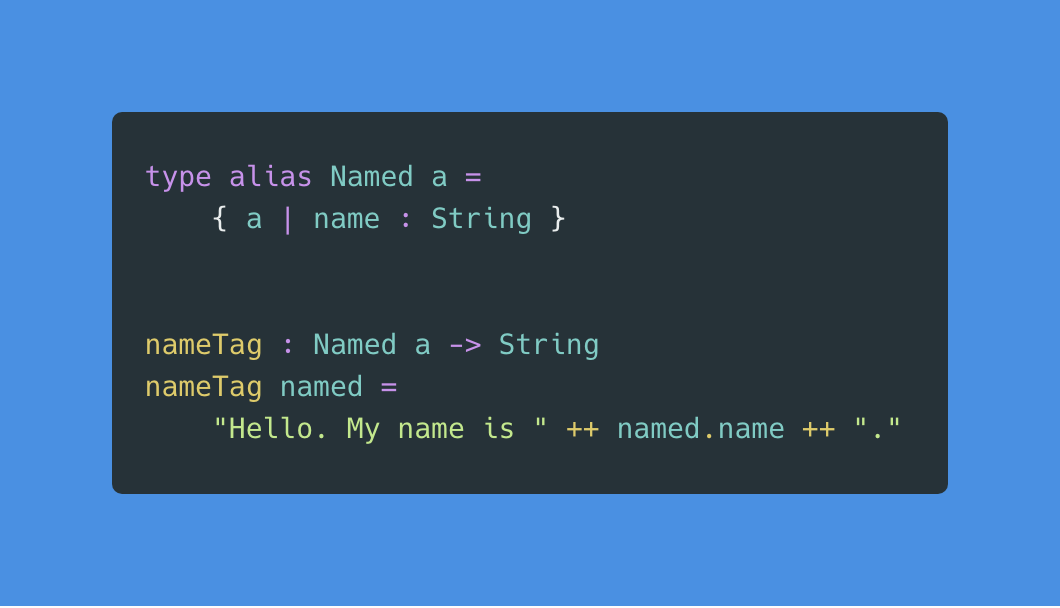 type alias Named a =
    { a | name : String }
nameTag : Named a -> String
nameTag named =
    "Hello. My name is " ++ named.name ++ "."